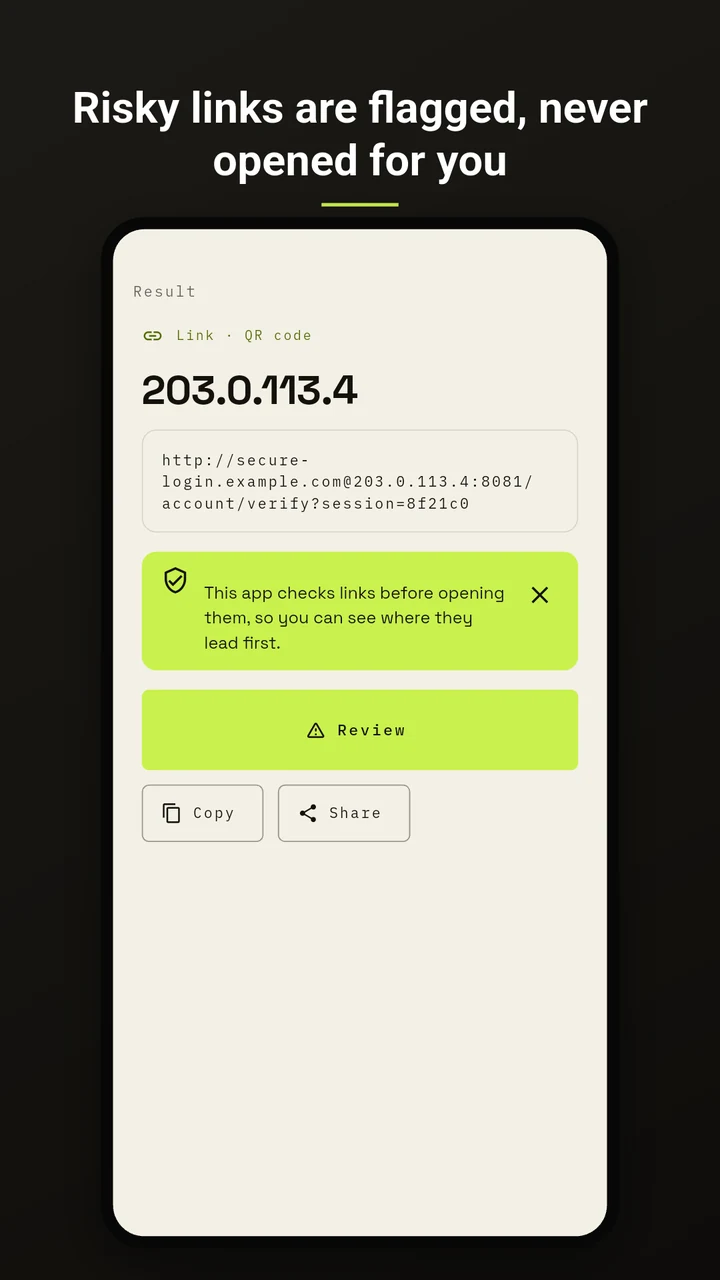 Risky links are flagged, never
opened for you
Result
Link · QR code
203.0.113.4
http://secure-
login.example.com@203.0.113.4:8081/
account/verify?session=8f21c0
This app checks links before opening
them, so you can see where they
lead first.
Review
Copy
Share